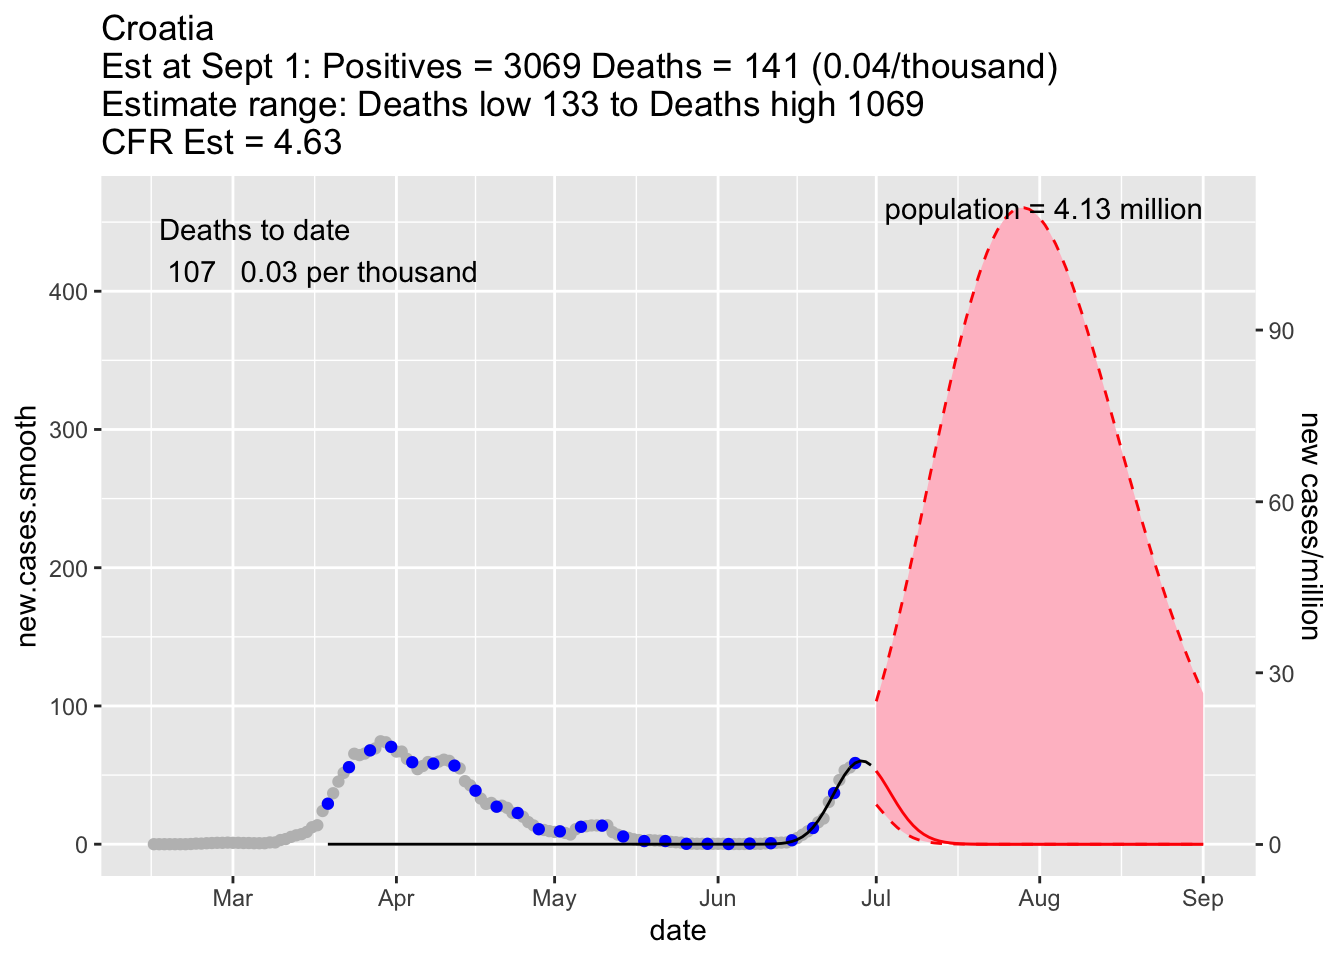 Croatia
Est at Sept 1: Positives = 3069 Deaths = 141 (0.04/thousand)
Estimate range: Deaths low 133 to Deaths high 1069
CFR Est = 4.63
population = 4.13 million
Deaths to date
107 0.03 per thousand
400
300
200
100
0
new.cases.smooth
90
60
30
0
new cases/million
Mar Apr May Jun Jul Aug Sep
date